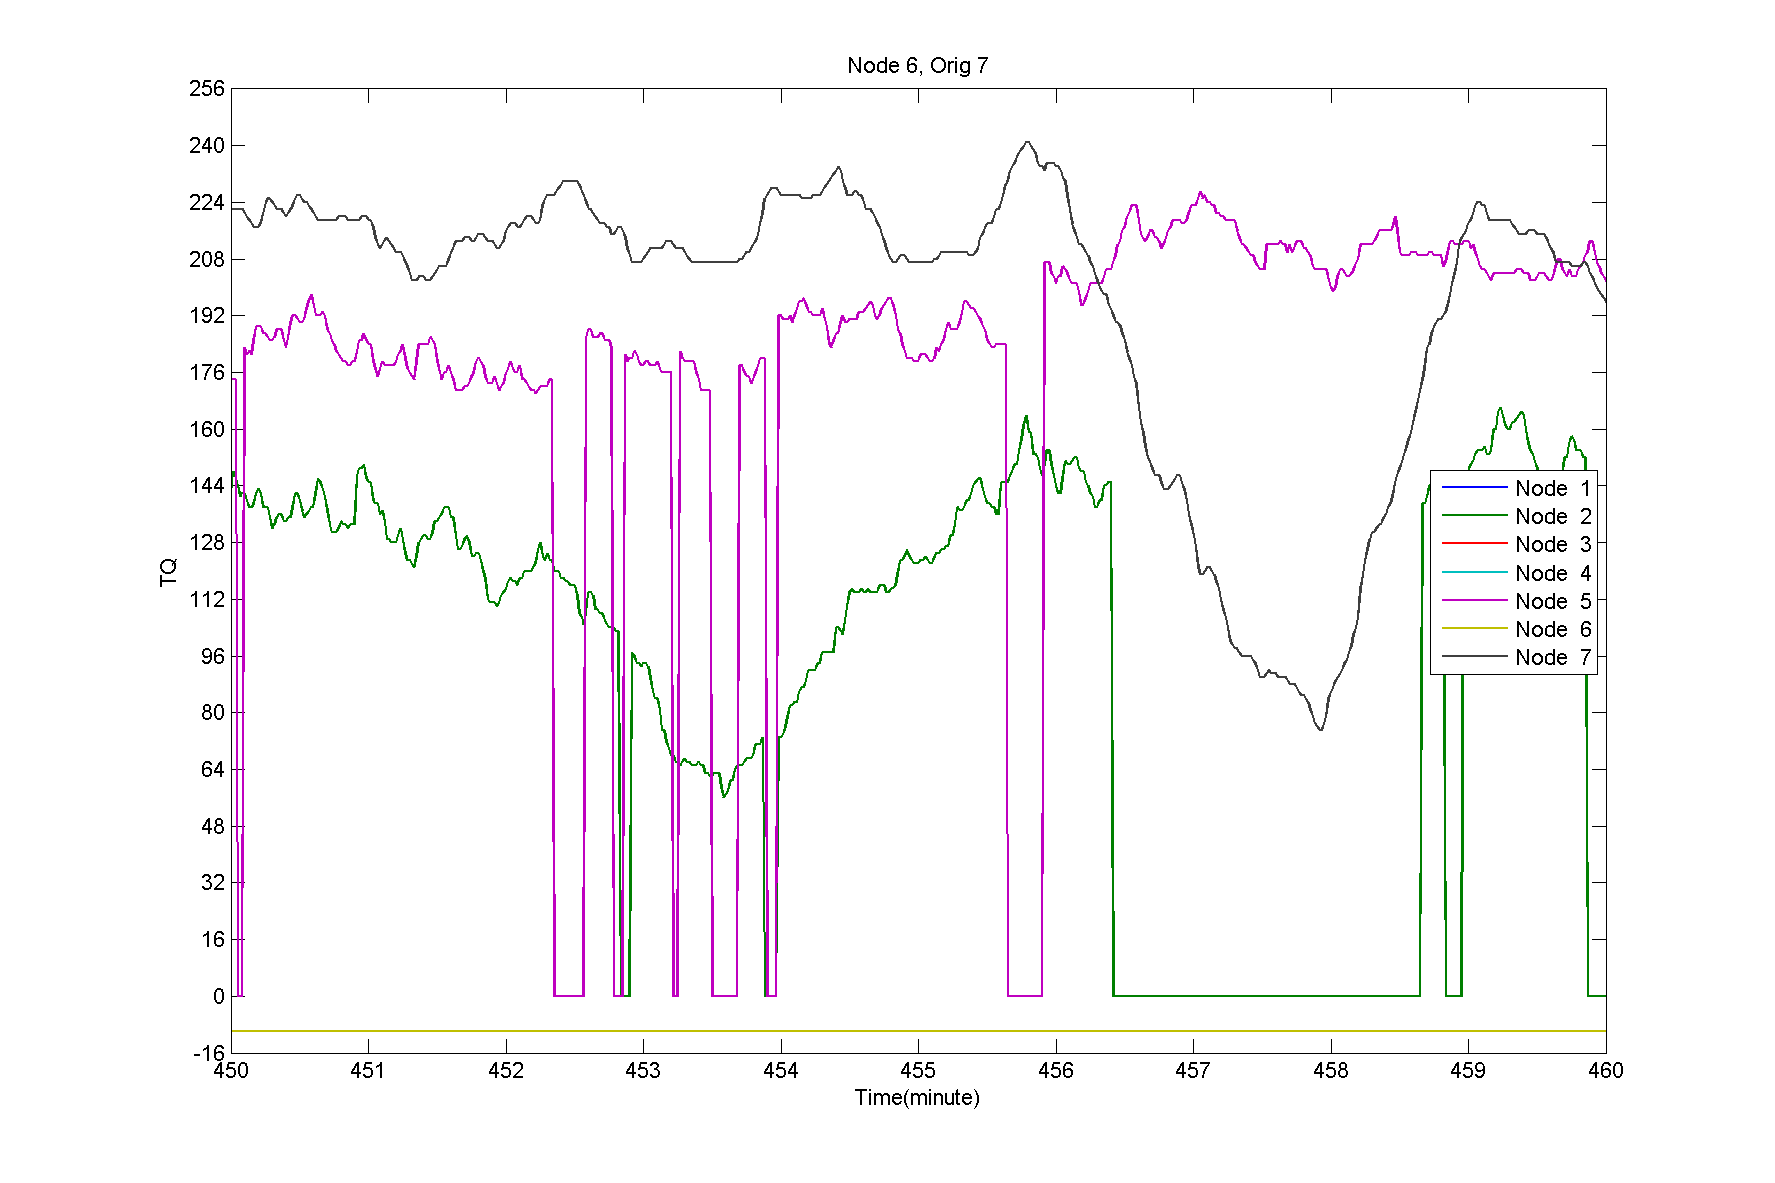 Node 6, Orig 7
256
240
224
208
192
176
160
144
128
112
96
80
64
48
32
16
0
-16
TQ
Node 1
Node 2
Node 3
Node 4
Node 5
Node 6
Node 7
450 451 452 453 454 455 456 457 458 459 460
Time(minute)